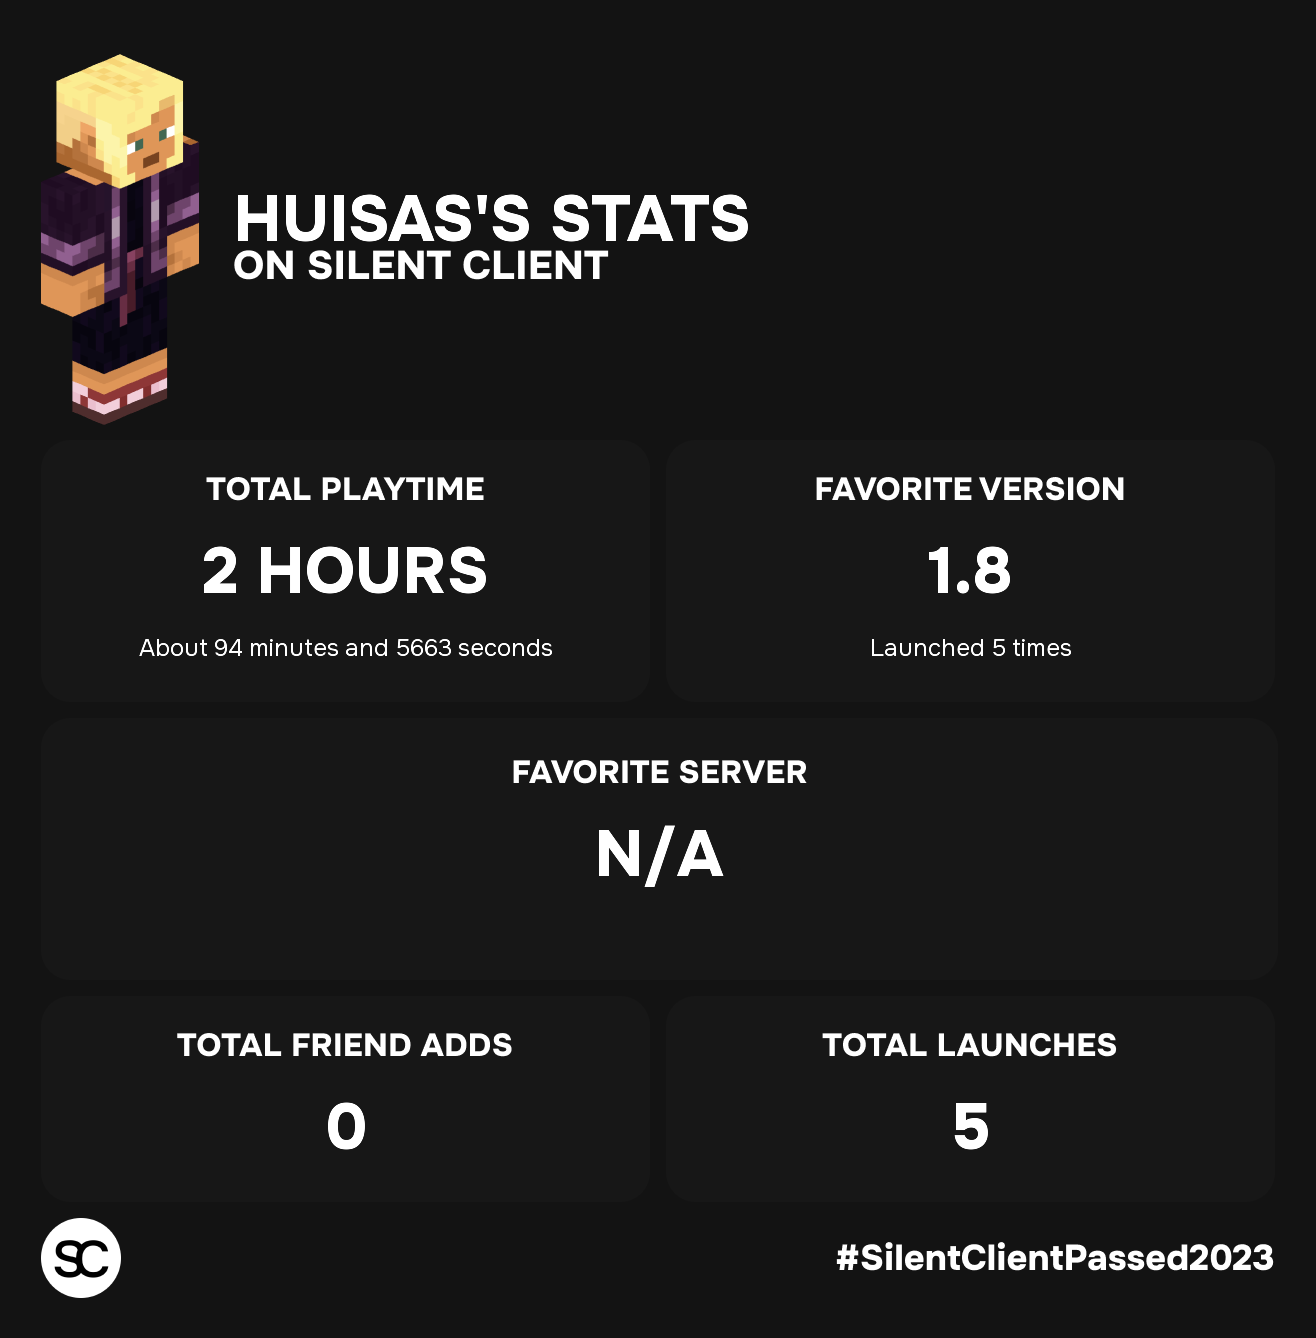 HUISAS'S STATS
ON SILENT CLIENT
TOTAL PLAYTIME
2 HOURS
About 94 minutes and 5663 seconds
FAVORITE VERSION
1.8
Launched 5 times
FAVORITE SERVER
N/A
TOTAL FRIEND ADDS
0
TOTAL LAUNCHES
5
SC
#SilentClientPassed2023